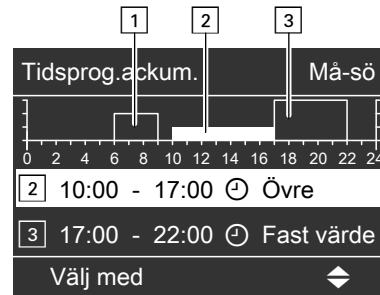 1 2 3
Tidsprog.ackum. Må-sö
0 2 4 6 8 10 12 14 16 18 20 22 24
2 10:00 - 17:00 Övre
3 17:00 - 22:00 Fast värde
Välj med